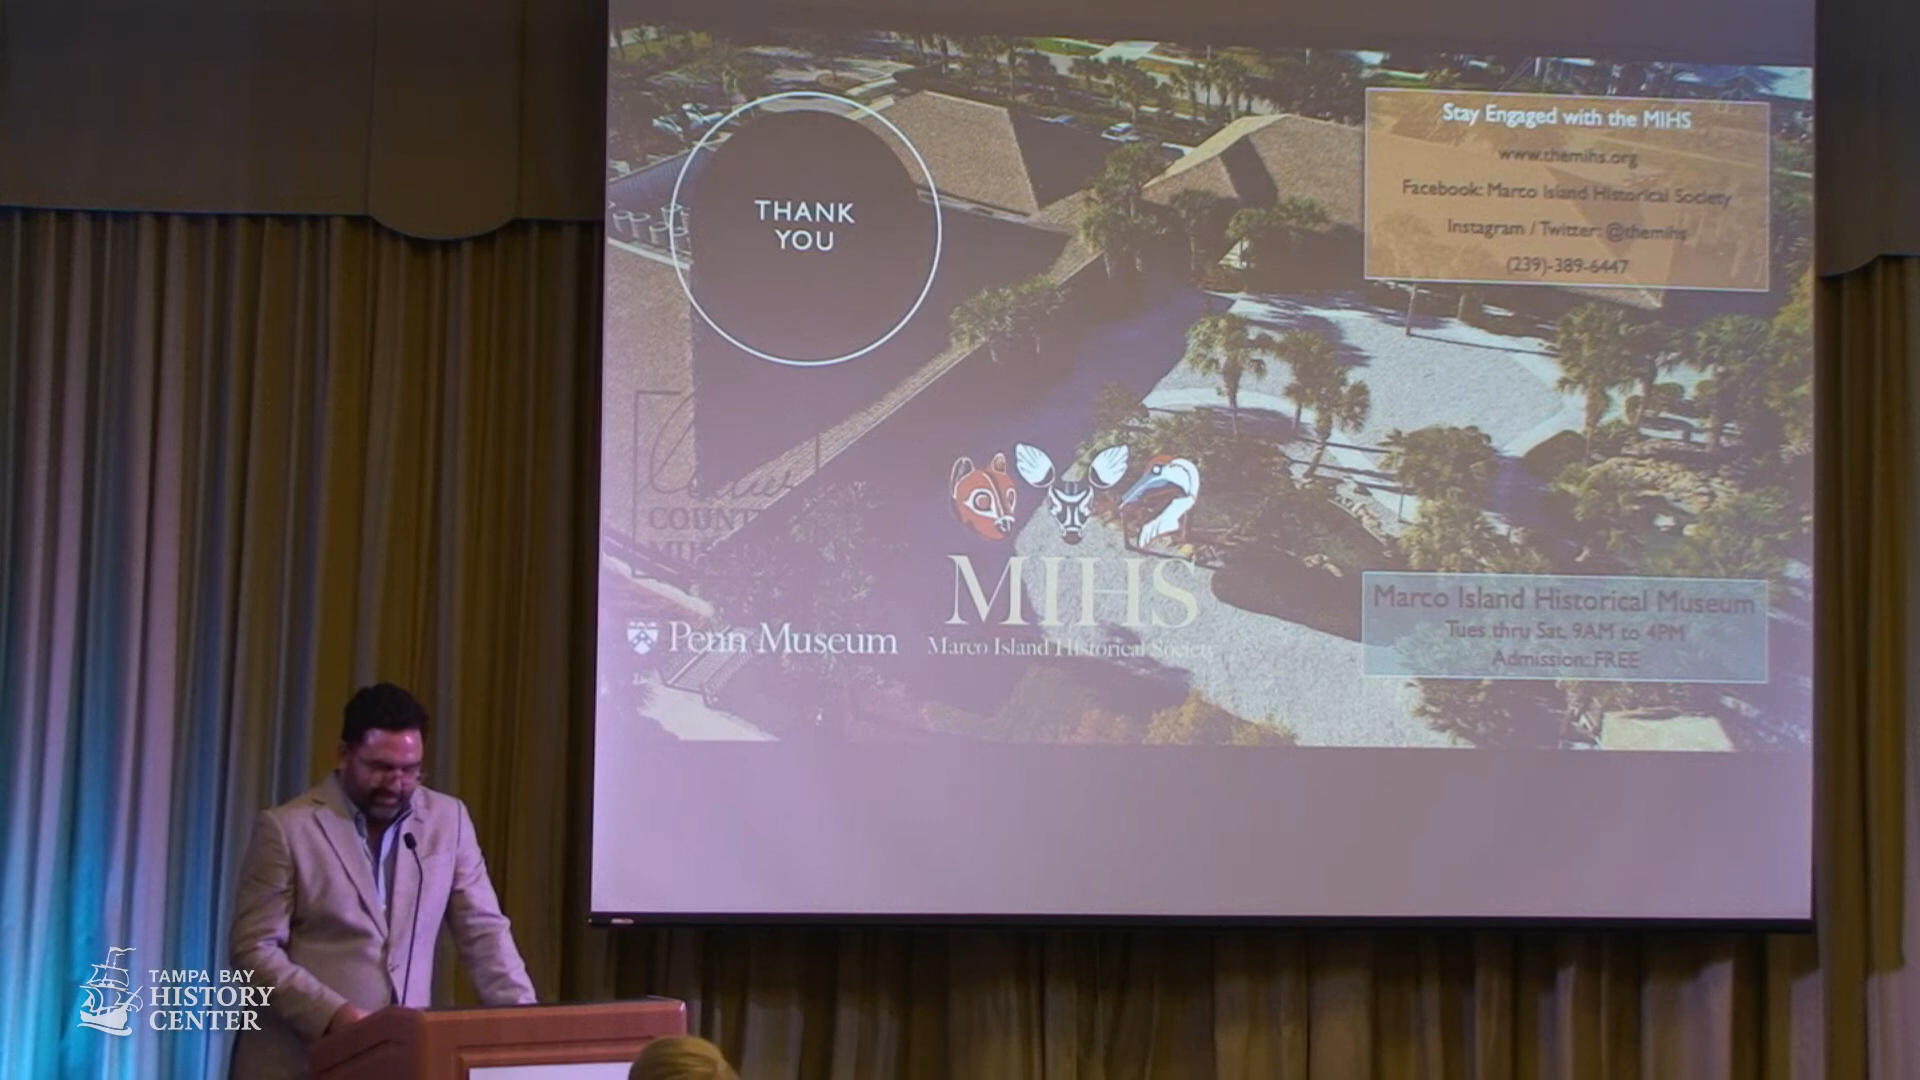 THANK
YOU
Stay Engaged with the MIHS
www.themihs.org
Facebook: Marco Island Historical Society
Instagram / Twitter: @themihs
(239)-389-6447
COUNT
MIHS
Marco Island Historical Society
Penn Museum
Marco Island Historical Museum
Tues thru Sat, 9AM to 4PM
Admission: FREE
TAMPA BAY
HISTORY
CENTER